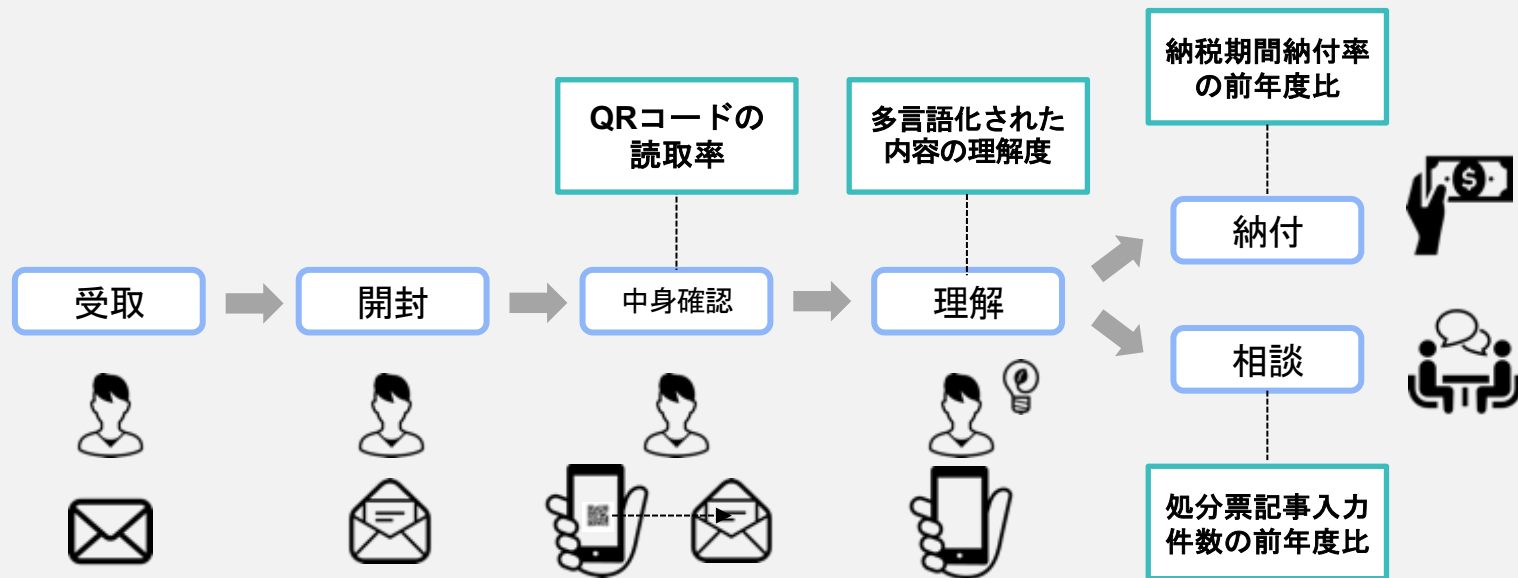 納税期間納付率
の前年度比
QRコードの
読取率
多言語化された
内容の理解度
受取
開封
中身確認
理解
納付
相談
処分票記事入力
件数の前年度比